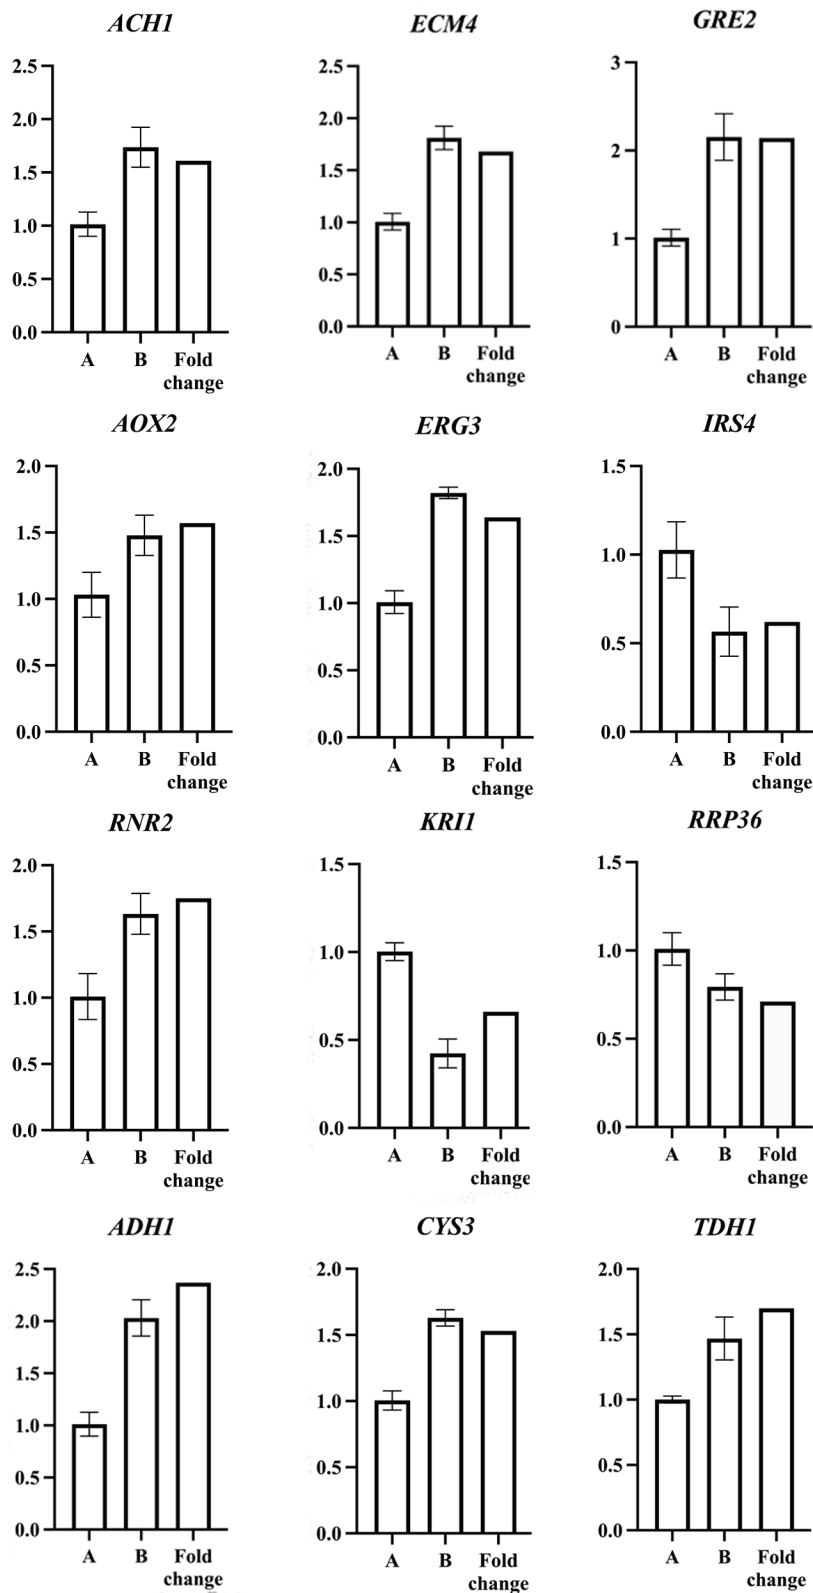 ACH1
2.5
2.0
1.5
1.0
0.5
0.0
A B Fold
change
ECM4
2.5
2.0
1.5
1.0
0.5
0.0
A B Fold
change
GRE2
3
2
1
0
A B Fold
change
AOX2
2.0
1.5
1.0
0.5
0.0
A B Fold
change
ERG3
2.0
1.5
1.0
0.5
0.0
A B Fold
change
IRS4
1.5
1.0
0.5
0.0
A B Fold
change
RNR2
2.0
1.5
1.0
0.5
0.0
A B Fold
change
KRI1
1.5
1.0
0.5
0.0
A B Fold
change
RRP36
1.5
1.0
0.5
0.0
A B Fold
change
ADH1
2.5
2.0
1.5
1.0
0.5
0.0
A B Fold
change
CYS3
2.0
1.5
1.0
0.5
0.0
A B Fold
change
TDH1
2.0
1.5
1.0
0.5
0.0
A B Fold
change